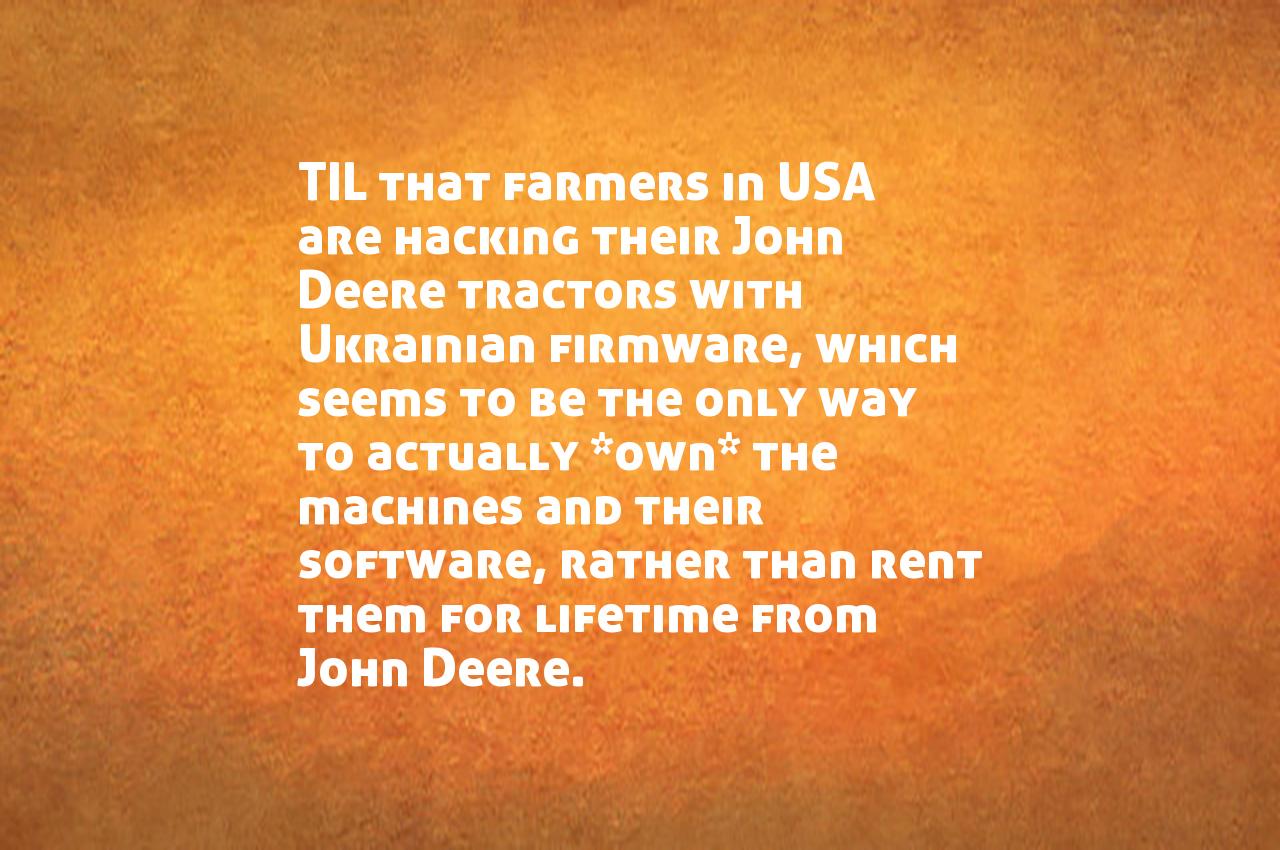 TIL that farmers in USA
are hacking their John
Deere tractors with
Ukrainian firmware, which
seems to be the only way
to actually *own* the
machines and their
software, rather than rent
them for lifetime from
John Deere.